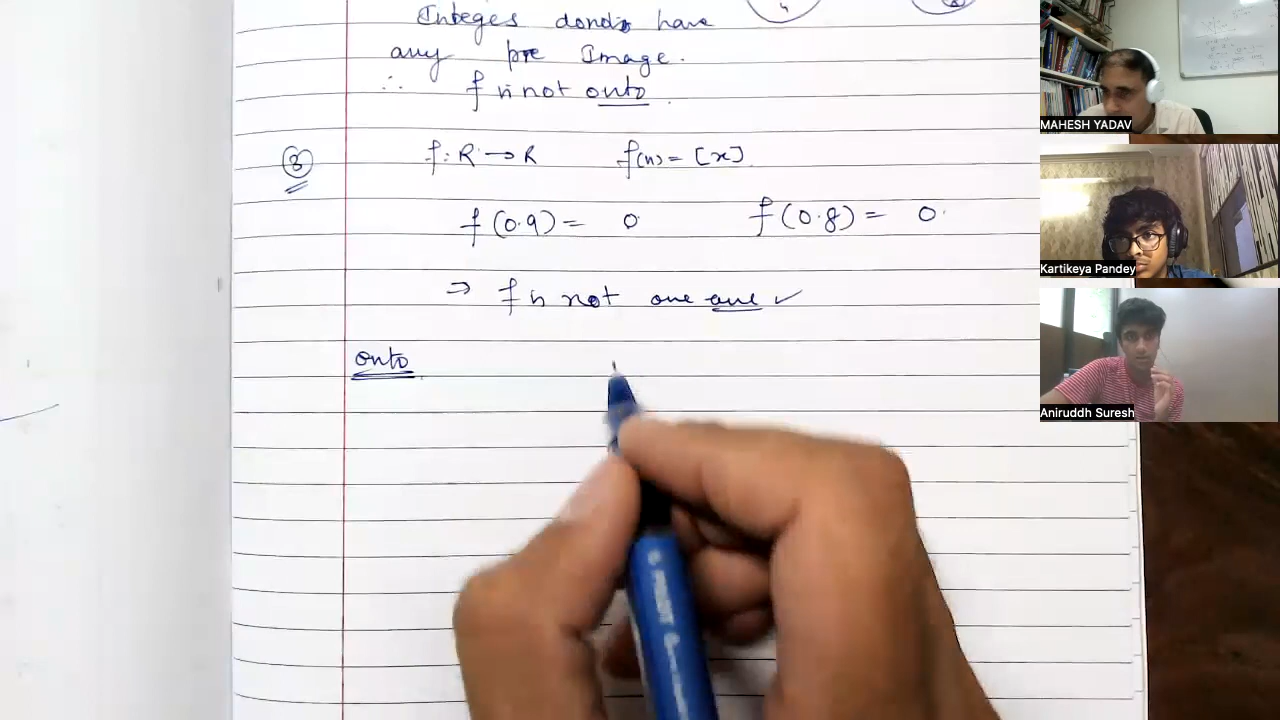 Integes donds have
any pre Image.
∴ f is not onto.
③ f: R → R f(x) = [x]
f(0.9) = 0 f(0.8) = 0.
⇒ f is not one one ✓
onto
MAHESH YADAV
Kartikeya Pandey
Aniruddh Suresh